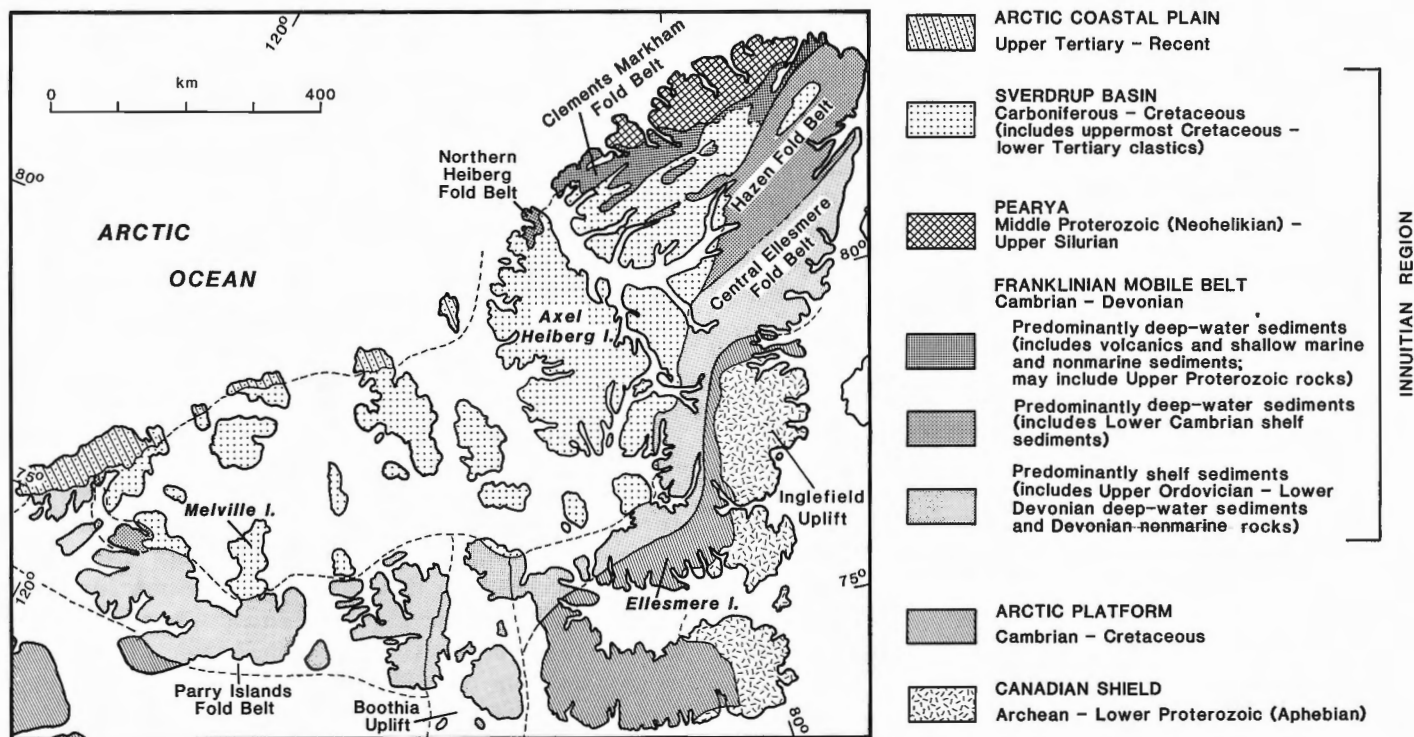 120°
km
0
400
80°
ARCTIC
OCEAN
Clements Markham
Fold Belt
Northern
Heiberg
Fold Belt
Hazen Fold Belt
Central Ellesmere
Fold Belt
80°
Axel
Heiberg I.
Inglefield
Uplift
Melville I.
Ellesmere I.
75°
120°
Parry Islands
Fold Belt
Boothia
Uplift
80°
ARCTIC COASTAL PLAIN
Upper Tertiary – Recent
SVERDRUP BASIN
Carboniferous – Cretaceous
(includes uppermost Cretaceous –
lower Tertiary clastics)
PEARYA
Middle Proterozoic (Neohelikian) –
Upper Silurian
FRANKLINIAN MOBILE BELT
Cambrian – Devonian
Predominantly deep-water sediments
(includes volcanics and shallow marine
and nonmarine sediments;
may include Upper Proterozoic rocks)
Predominantly deep-water sediments
(includes Lower Cambrian shelf
sediments)
Predominantly shelf sediments
(includes Upper Ordovician – Lower
Devonian deep-water sediments
and Devonian nonmarine rocks)
INNUITIAN REGION
ARCTIC PLATFORM
Cambrian – Cretaceous
CANADIAN SHIELD
Archean – Lower Proterozoic (Aphebian)